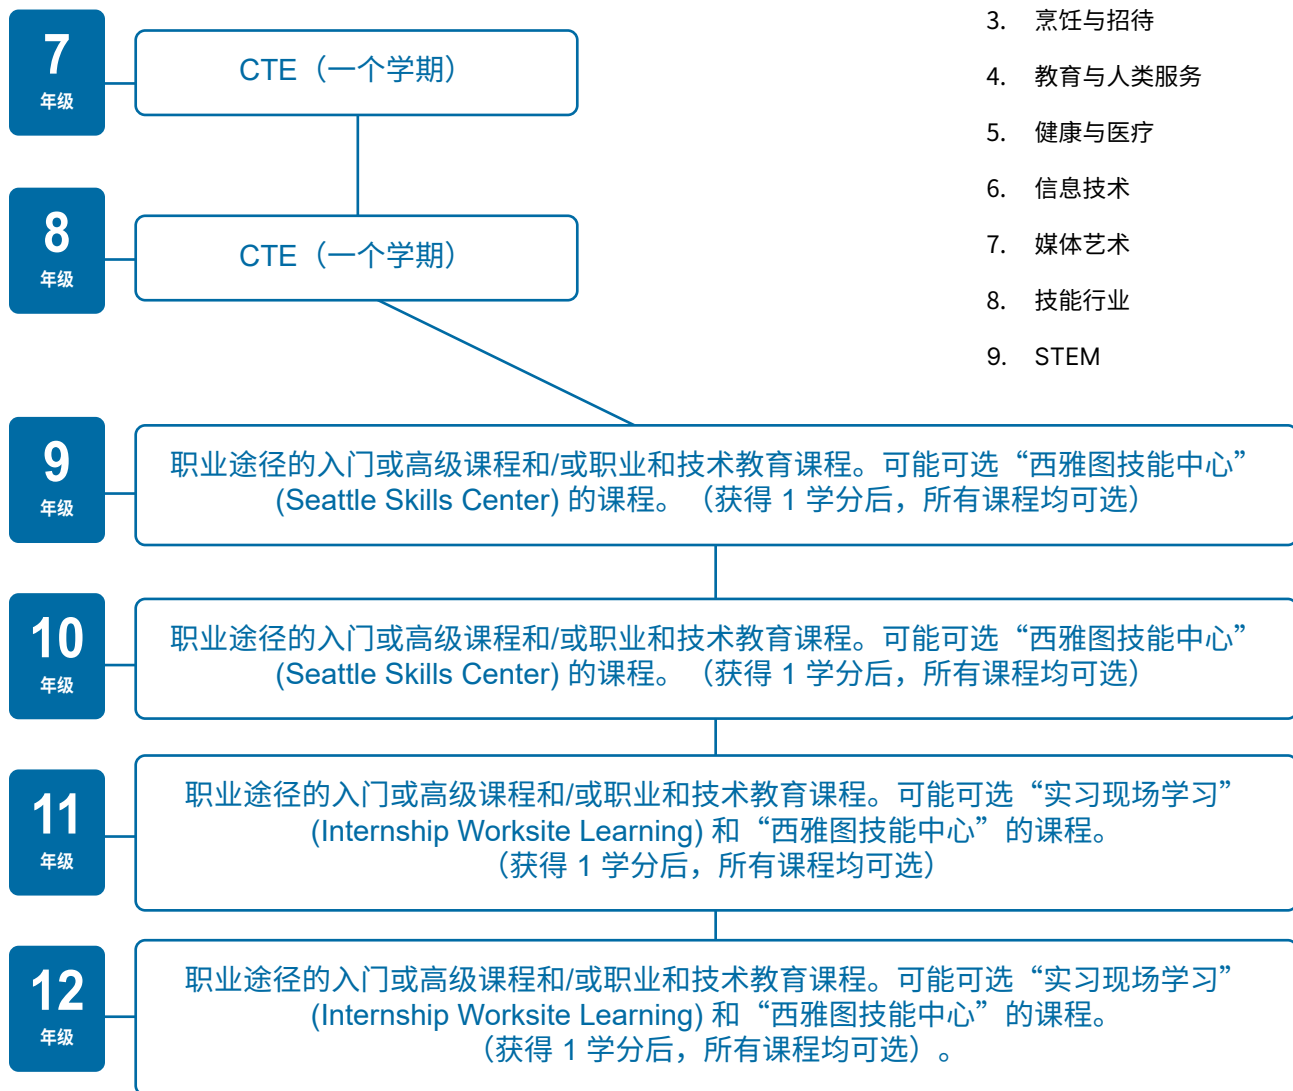 7
年级
CTE（一个学期）
8
年级
CTE（一个学期）
3. 烹饪与招待
4. 教育与人类服务
5. 健康与医疗
6. 信息技术
7. 媒体艺术
8. 技能行业
9. STEM
9
年级
职业途径的入门或高级课程和/或职业和技术教育课程。可能可选“西雅图技能中心”
(Seattle Skills Center) 的课程。（获得 1 学分后，所有课程均可选）
10
年级
职业途径的入门或高级课程和/或职业和技术教育课程。可能可选“西雅图技能中心”
(Seattle Skills Center) 的课程。（获得 1 学分后，所有课程均可选）
11
年级
职业途径的入门或高级课程和/或职业和技术教育课程。可能可选“实习现场学习”
(Internship Worksite Learning) 和“西雅图技能中心”的课程。
（获得 1 学分后，所有课程均可选）
12
年级
职业途径的入门或高级课程和/或职业和技术教育课程。可能可选“实习现场学习”
(Internship Worksite Learning) 和“西雅图技能中心”的课程。
（获得 1 学分后，所有课程均可选）。